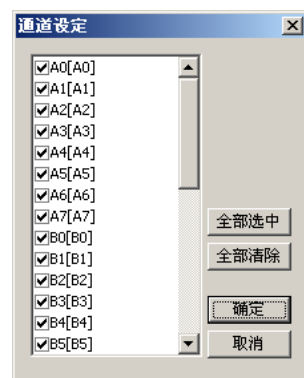 通道设定
A0[A0]
A1[A1]
A2[A2]
A3[A3]
A4[A4]
A5[A5]
A6[A6]
A7[A7]
B0[B0]
B1[B1]
B2[B2]
B3[B3]
B4[B4]
B5[B5]
全部选中
全部清除
确定
取消